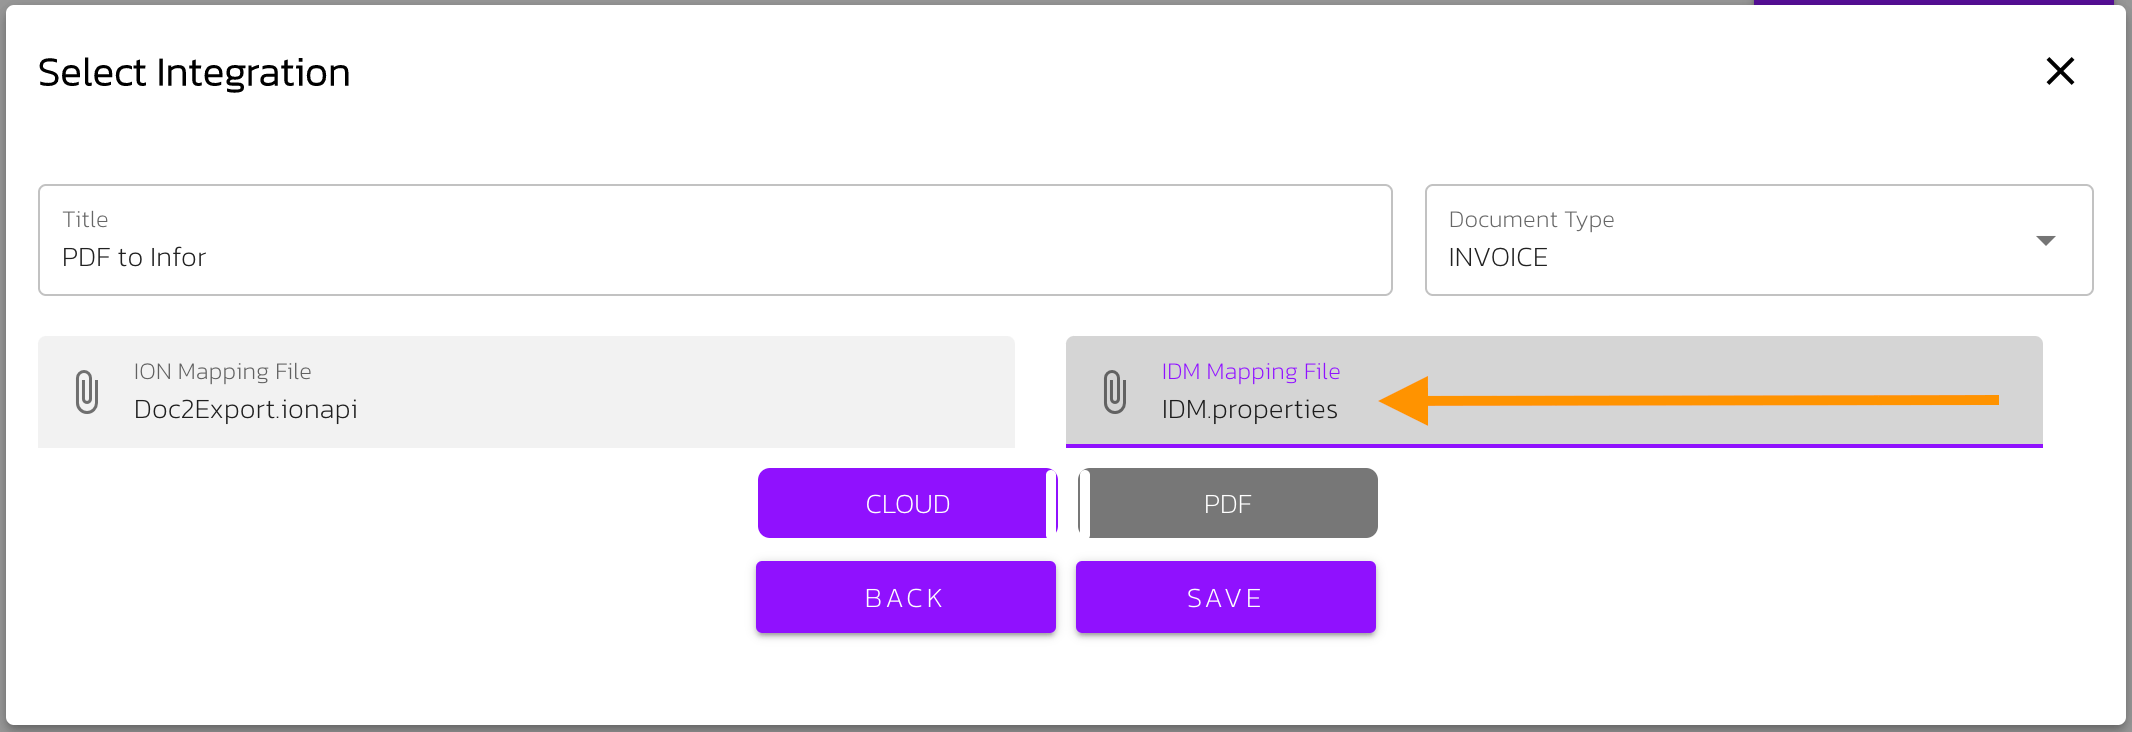 Select Integration
Title
PDF to Infor
Document Type
INVOICE
ION Mapping File
Doc2Export.ionapi
IDM Mapping File
IDM.properties
CLOUD
PDF
BACK
SAVE